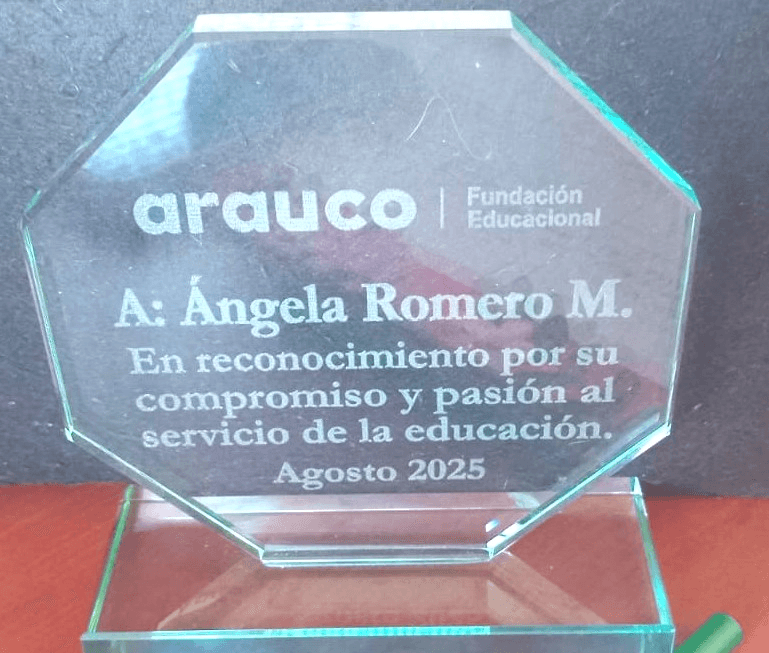 arauco
Fundación
Educacional
A: Ángela Romero M.
En reconocimiento por su
compromiso y pasión al
servicio de la educación.
Agosto 2025